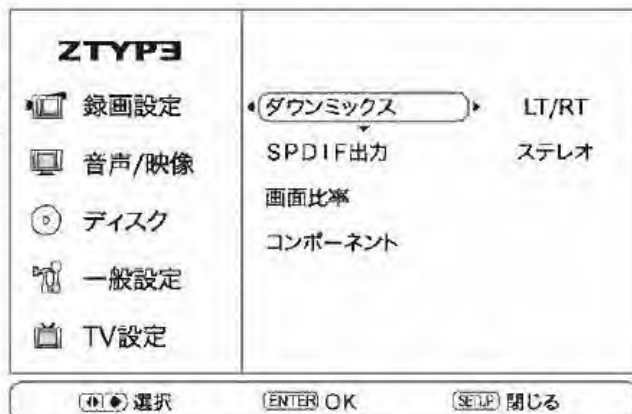 ZTYPE
録画設定
音声/映像
ディスク
一般設定
TV設定
ダウンミックス LT/RT
SPDIF出力 ステレオ
画面比率
コンポーネント
選択 ENTER OK SETUP 閉じる